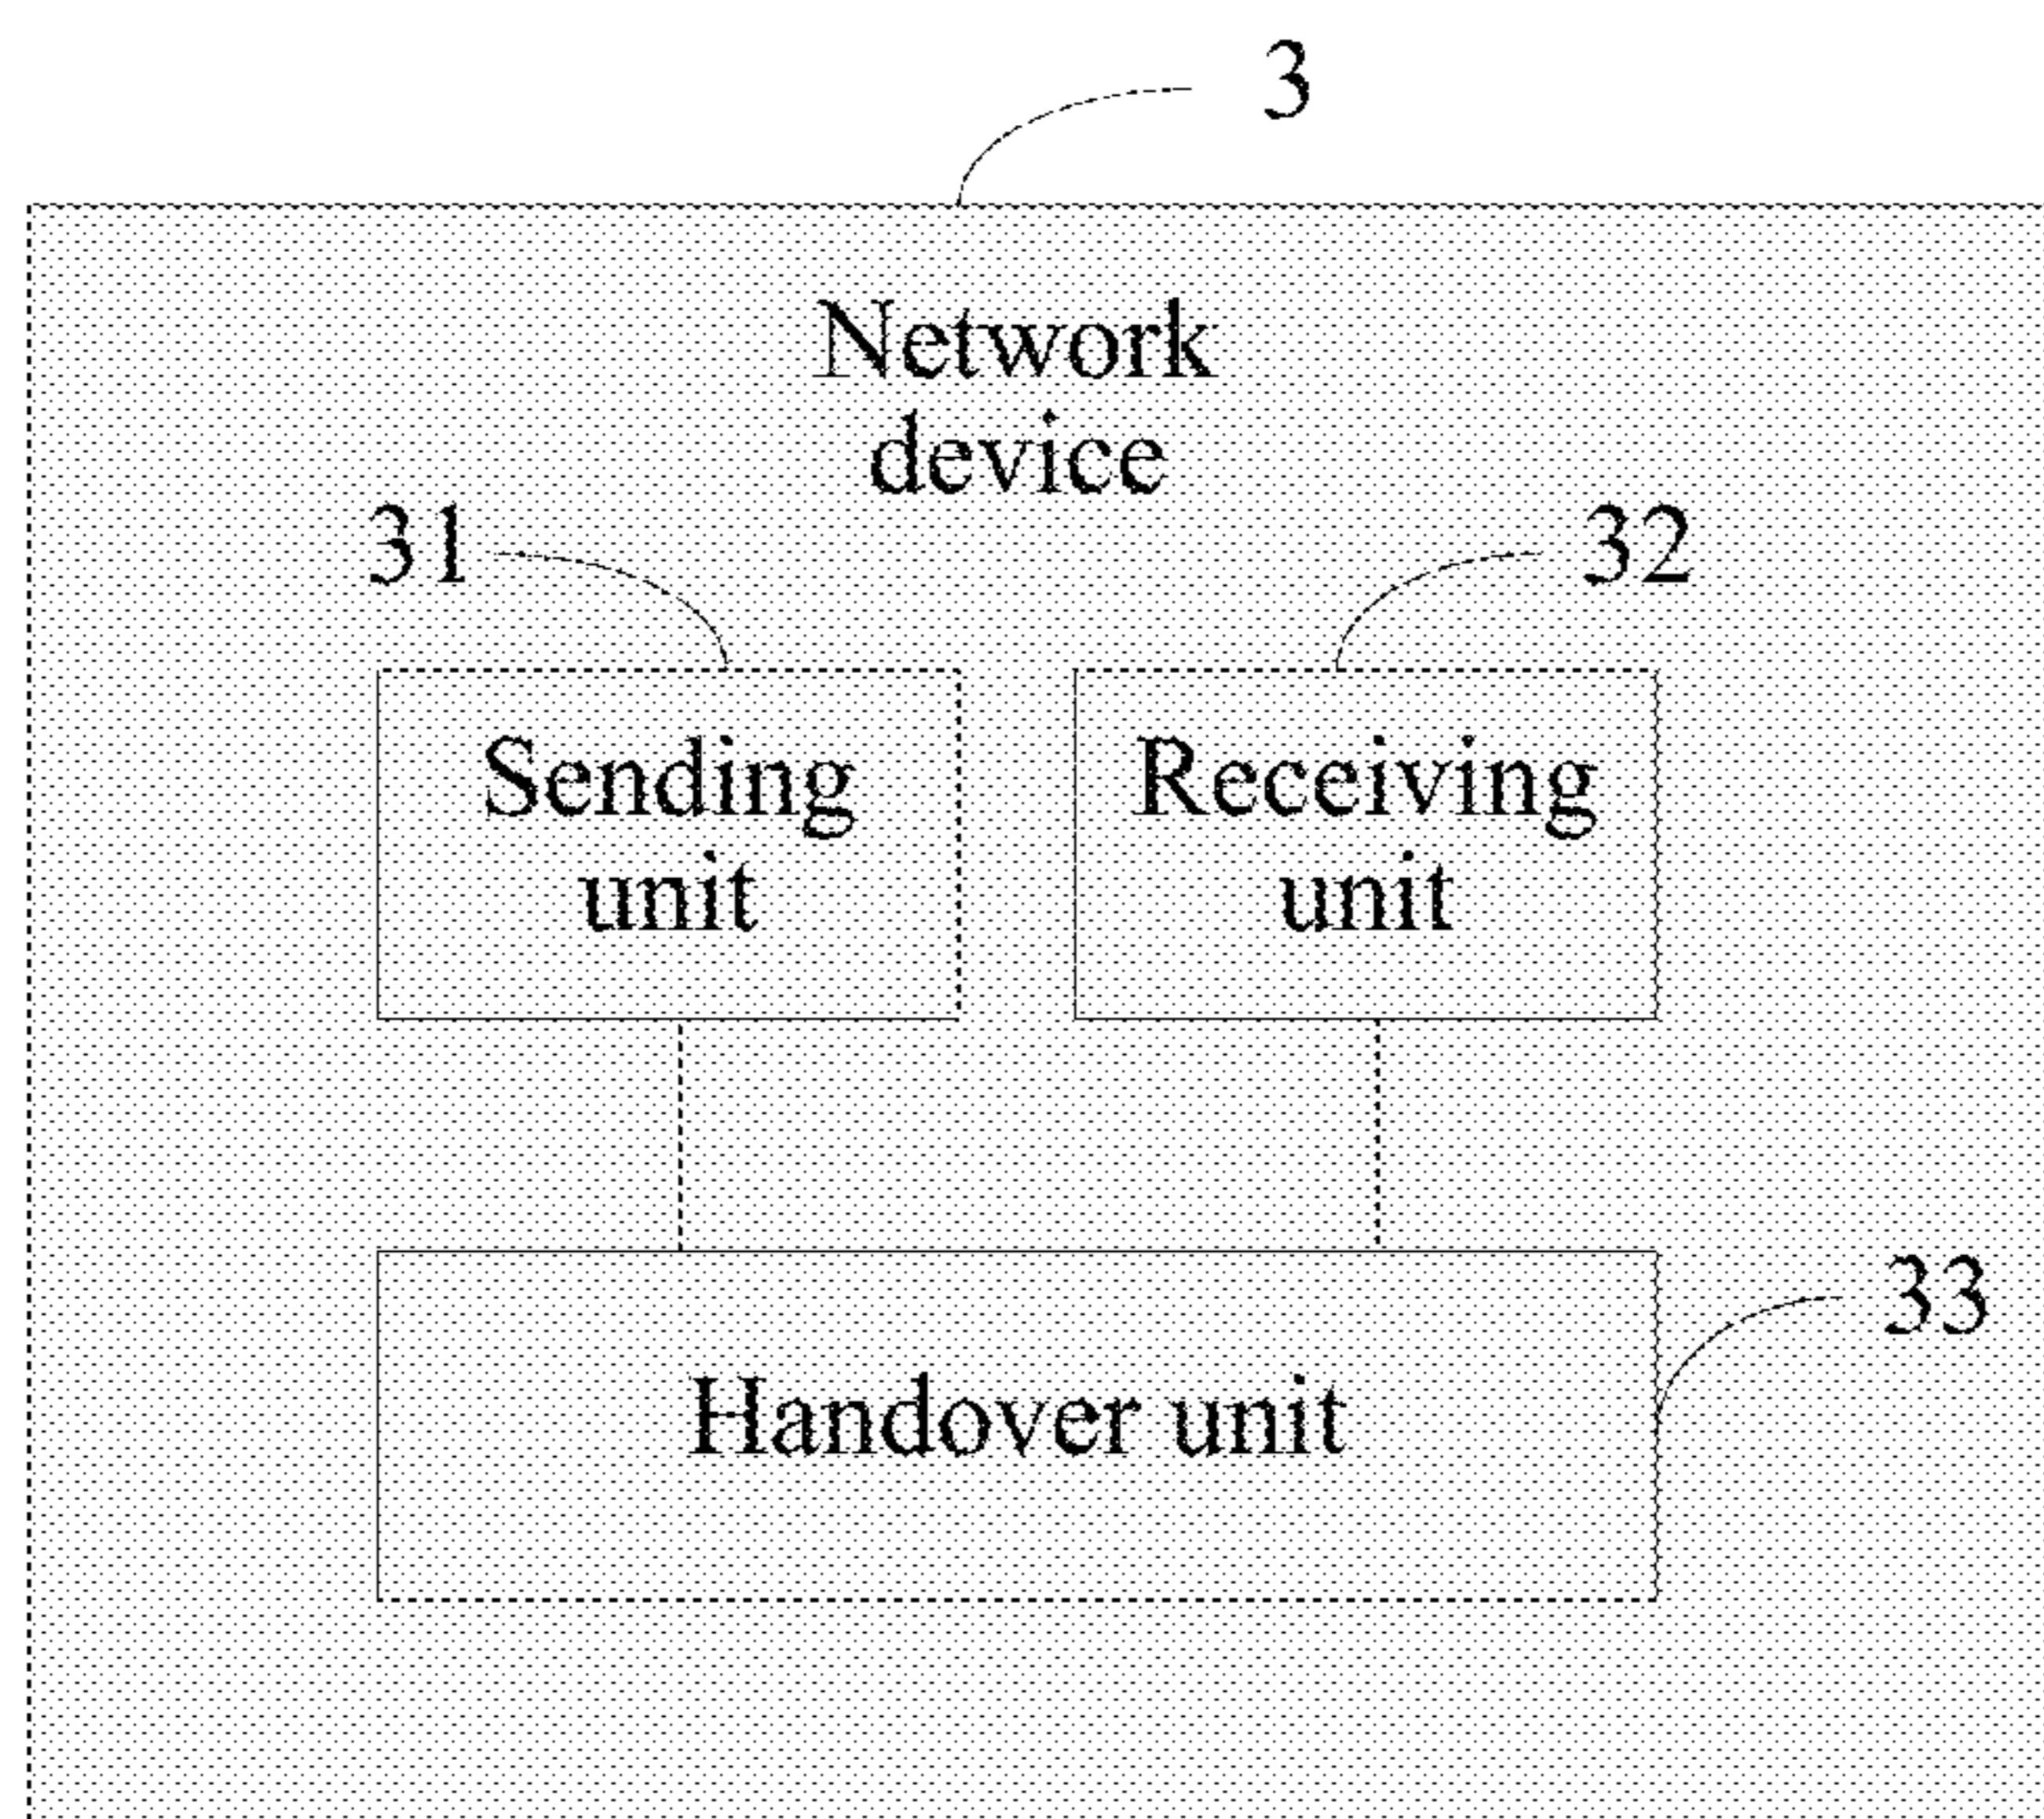 3
Network
device
31
32
Sending
unit
Receiving
unit
33
Handover unit